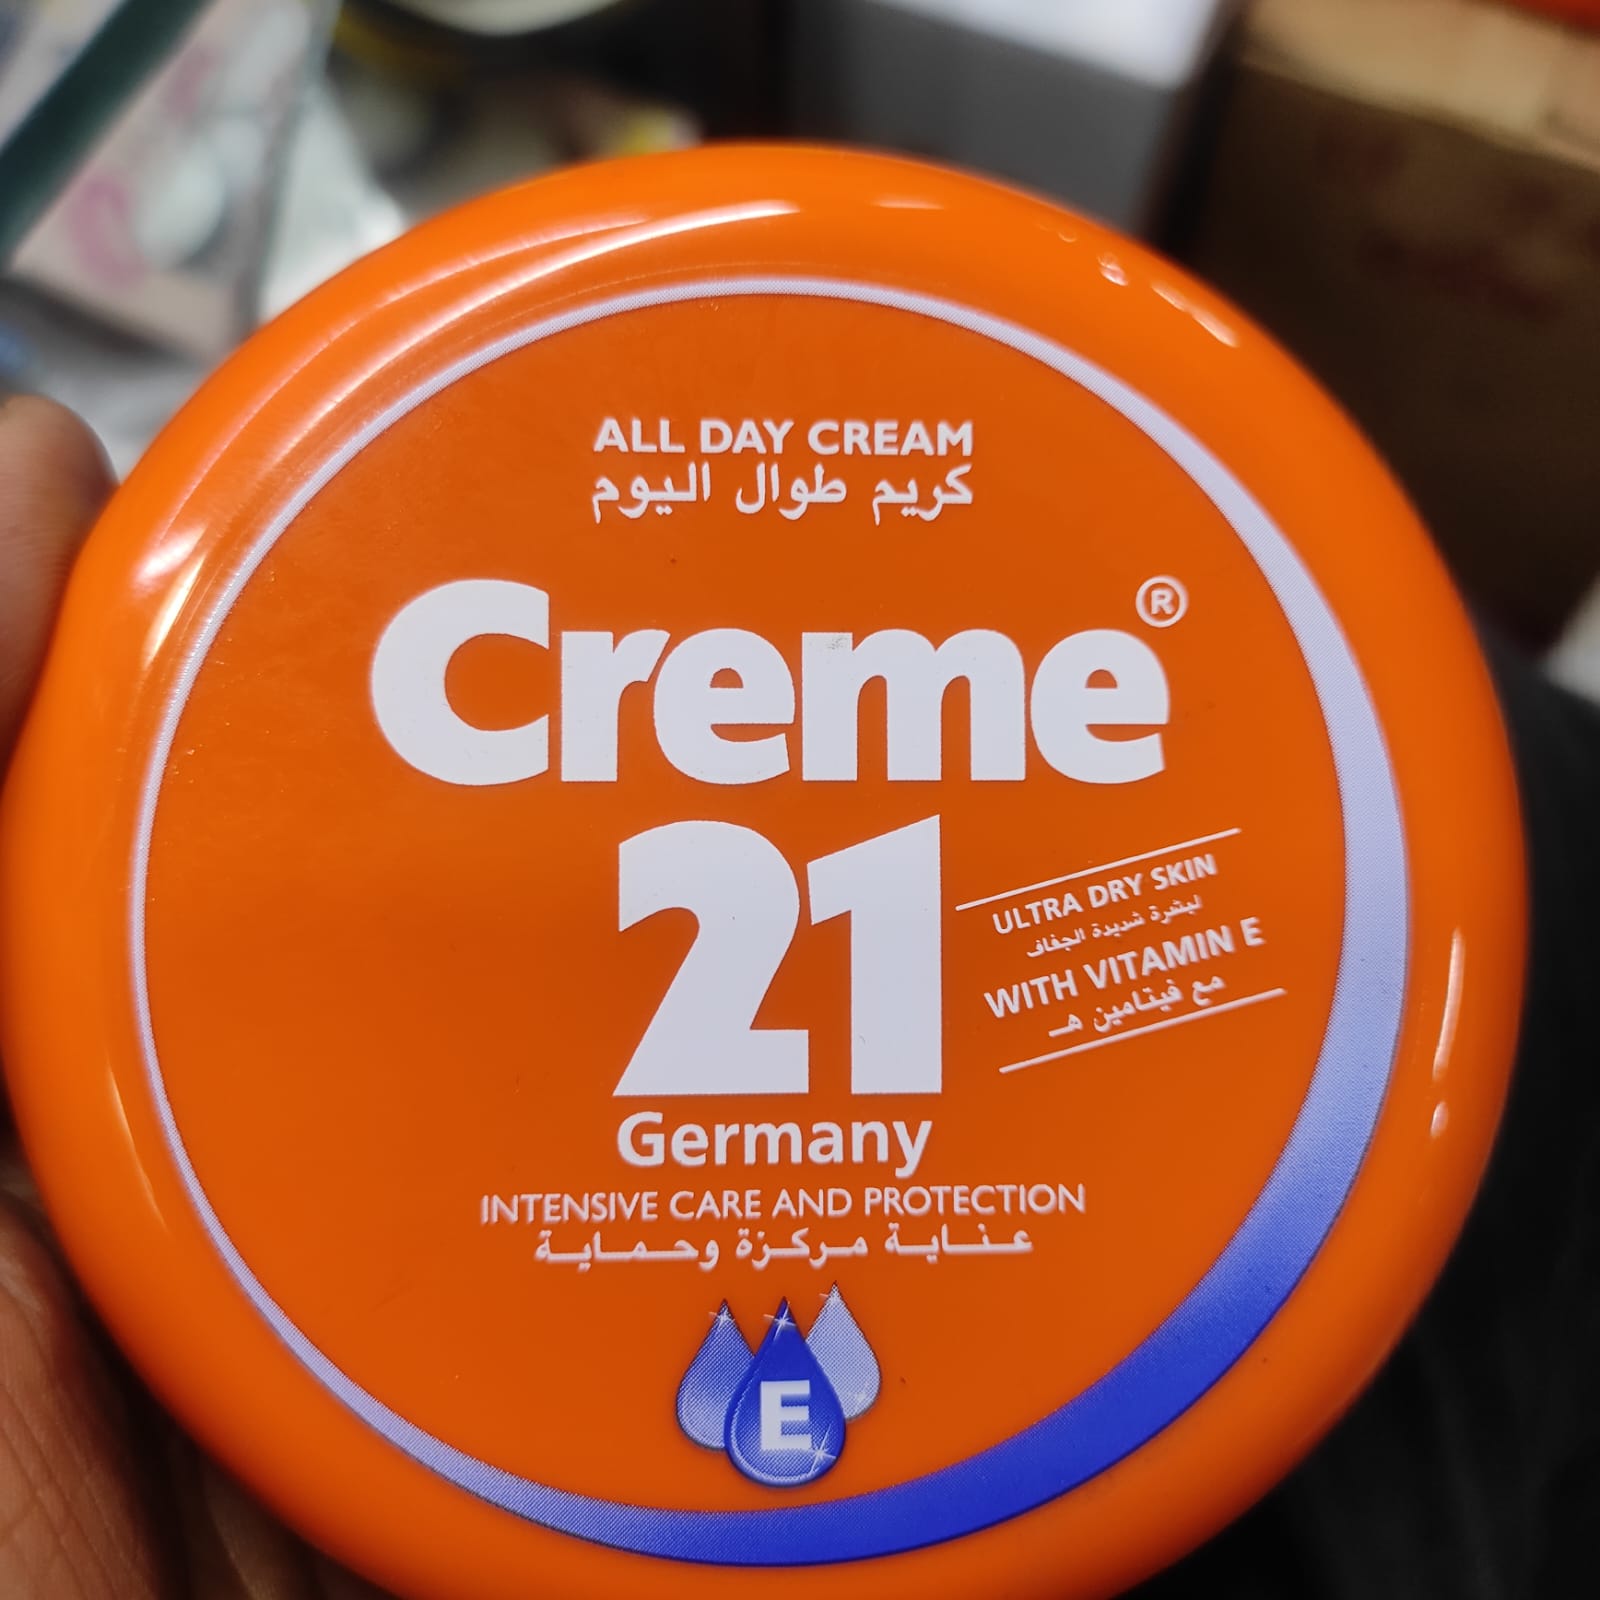 ALL DAY CREAM
كريم طوال اليوم
Creme®
21
ULTRA DRY SKIN
لبشرة شديدة الجفاف
WITH VITAMIN E
مع فيتامين هـ
Germany
INTENSIVE CARE AND PROTECTION
عناية مركزة وحماية
E